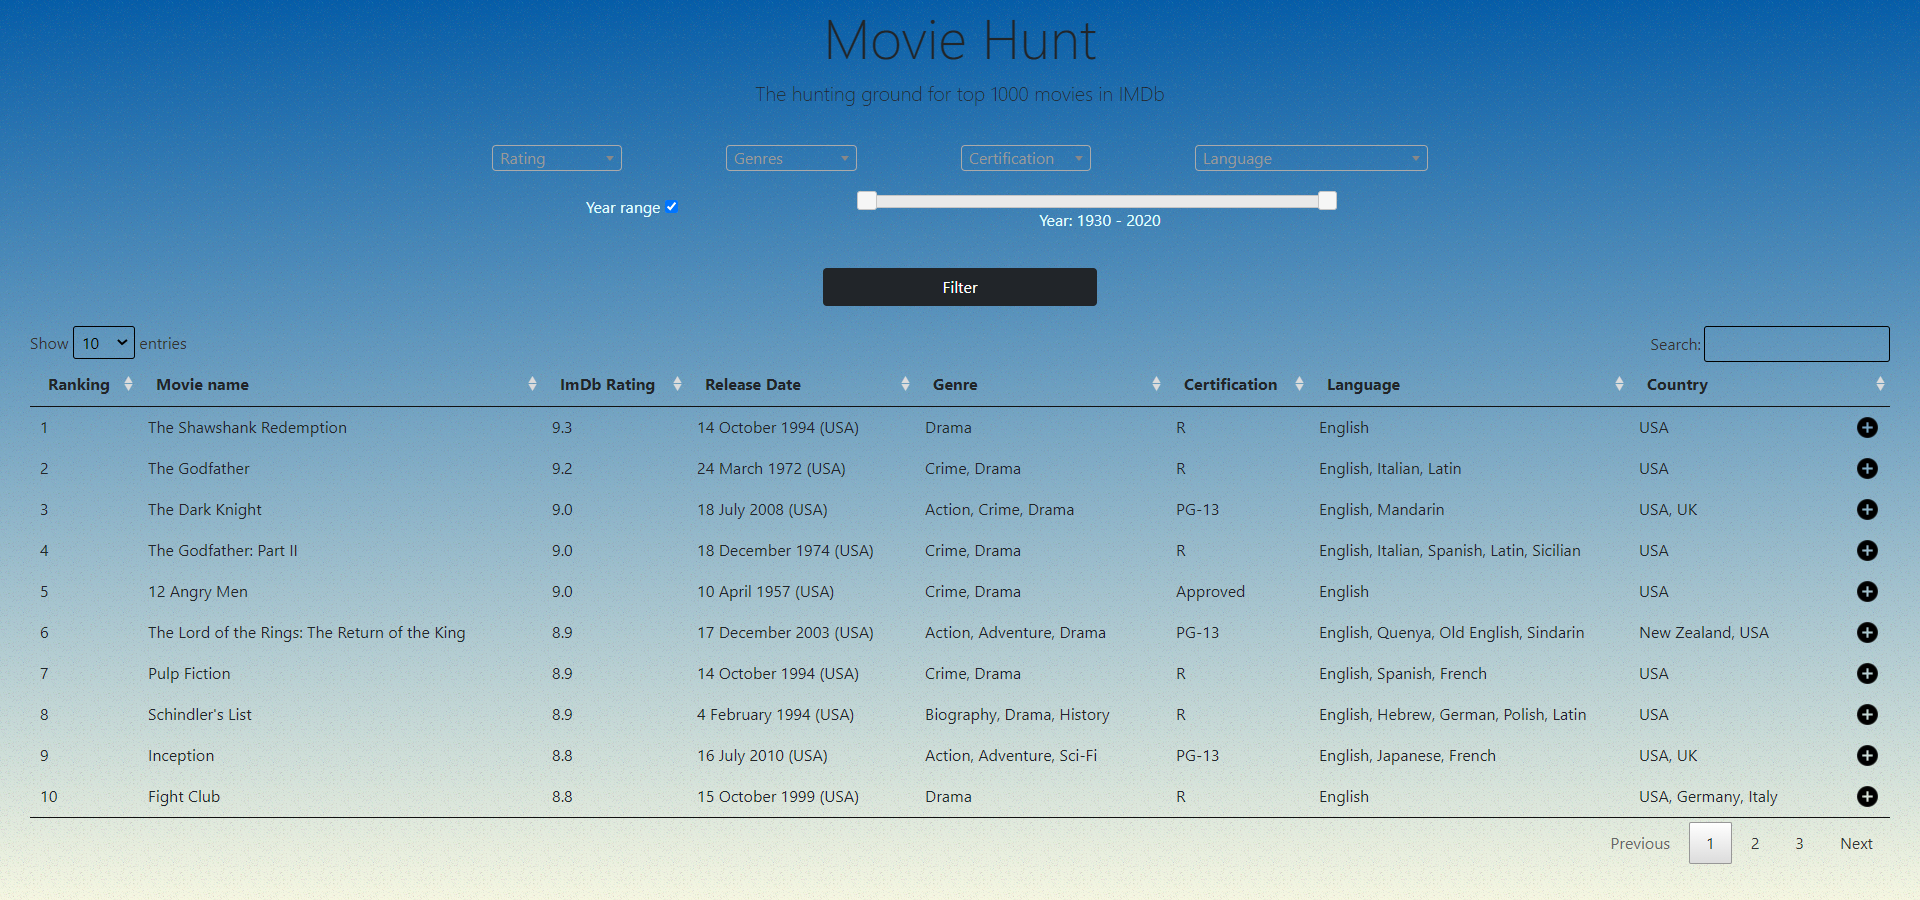 Movie Hunt
The hunting ground for top 1000 movies in IMDb
Rating Genres Certification Language
Year range
Year: 1930 - 2020
Filter
Show 10 entries Search:
Ranking Movie name ImDb Rating Release Date Genre Certification Language Country
1 The Shawshank Redemption 9.3 14 October 1994 (USA) Drama R English USA
2 The Godfather 9.2 24 March 1972 (USA) Crime, Drama R English, Italian, Latin USA
3 The Dark Knight 9.0 18 July 2008 (USA) Action, Crime, Drama PG-13 English, Mandarin USA, UK
4 The Godfather: Part II 9.0 18 December 1974 (USA) Crime, Drama R English, Italian, Spanish, Latin, Sicilian USA
5 12 Angry Men 9.0 10 April 1957 (USA) Crime, Drama Approved English USA
6 The Lord of the Rings: The Return of the King 8.9 17 December 2003 (USA) Action, Adventure, Drama PG-13 English, Quenya, Old English, Sindarin New Zealand, USA
7 Pulp Fiction 8.9 14 October 1994 (USA) Crime, Drama R English, Spanish, French USA
8 Schindler's List 8.9 4 February 1994 (USA) Biography, Drama, History R English, Hebrew, German, Polish, Latin USA
9 Inception 8.8 16 July 2010 (USA) Action, Adventure, Sci-Fi PG-13 English, Japanese, French USA, UK
10 Fight Club 8.8 15 October 1999 (USA) Drama R English USA, Germany, Italy
Previous 1 2 3 Next